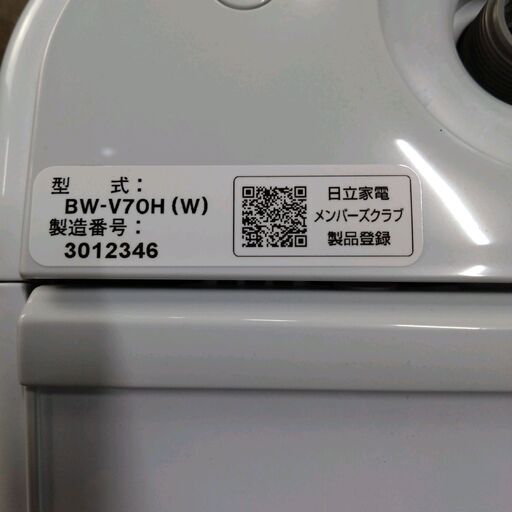 型　式：
BW-V70H(W)
製造番号：
3012346
日立家電
メンバーズクラブ
製品登録